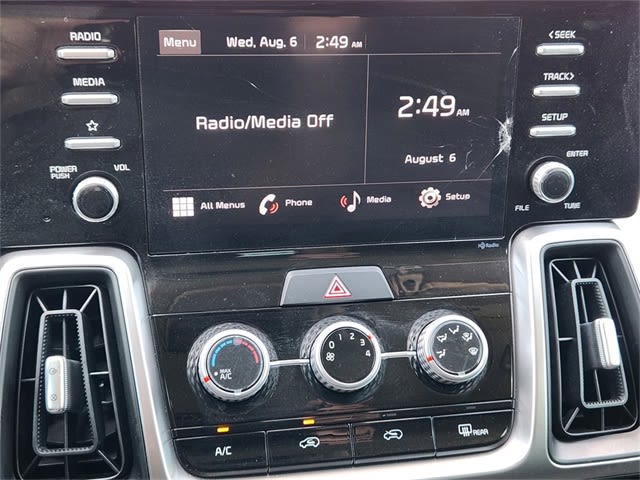 RADIO
MEDIA
POWER PUSH VOL
Menu Wed, Aug. 6 2:49 AM
Radio/Media Off
2:49 AM
August 6
All Menus Phone Media Setup
HD Radio
<SEEK
TRACK>
SETUP
ENTER
FILE TUNE
MAX A/C
0 1 2 3 4
A/C
REAR